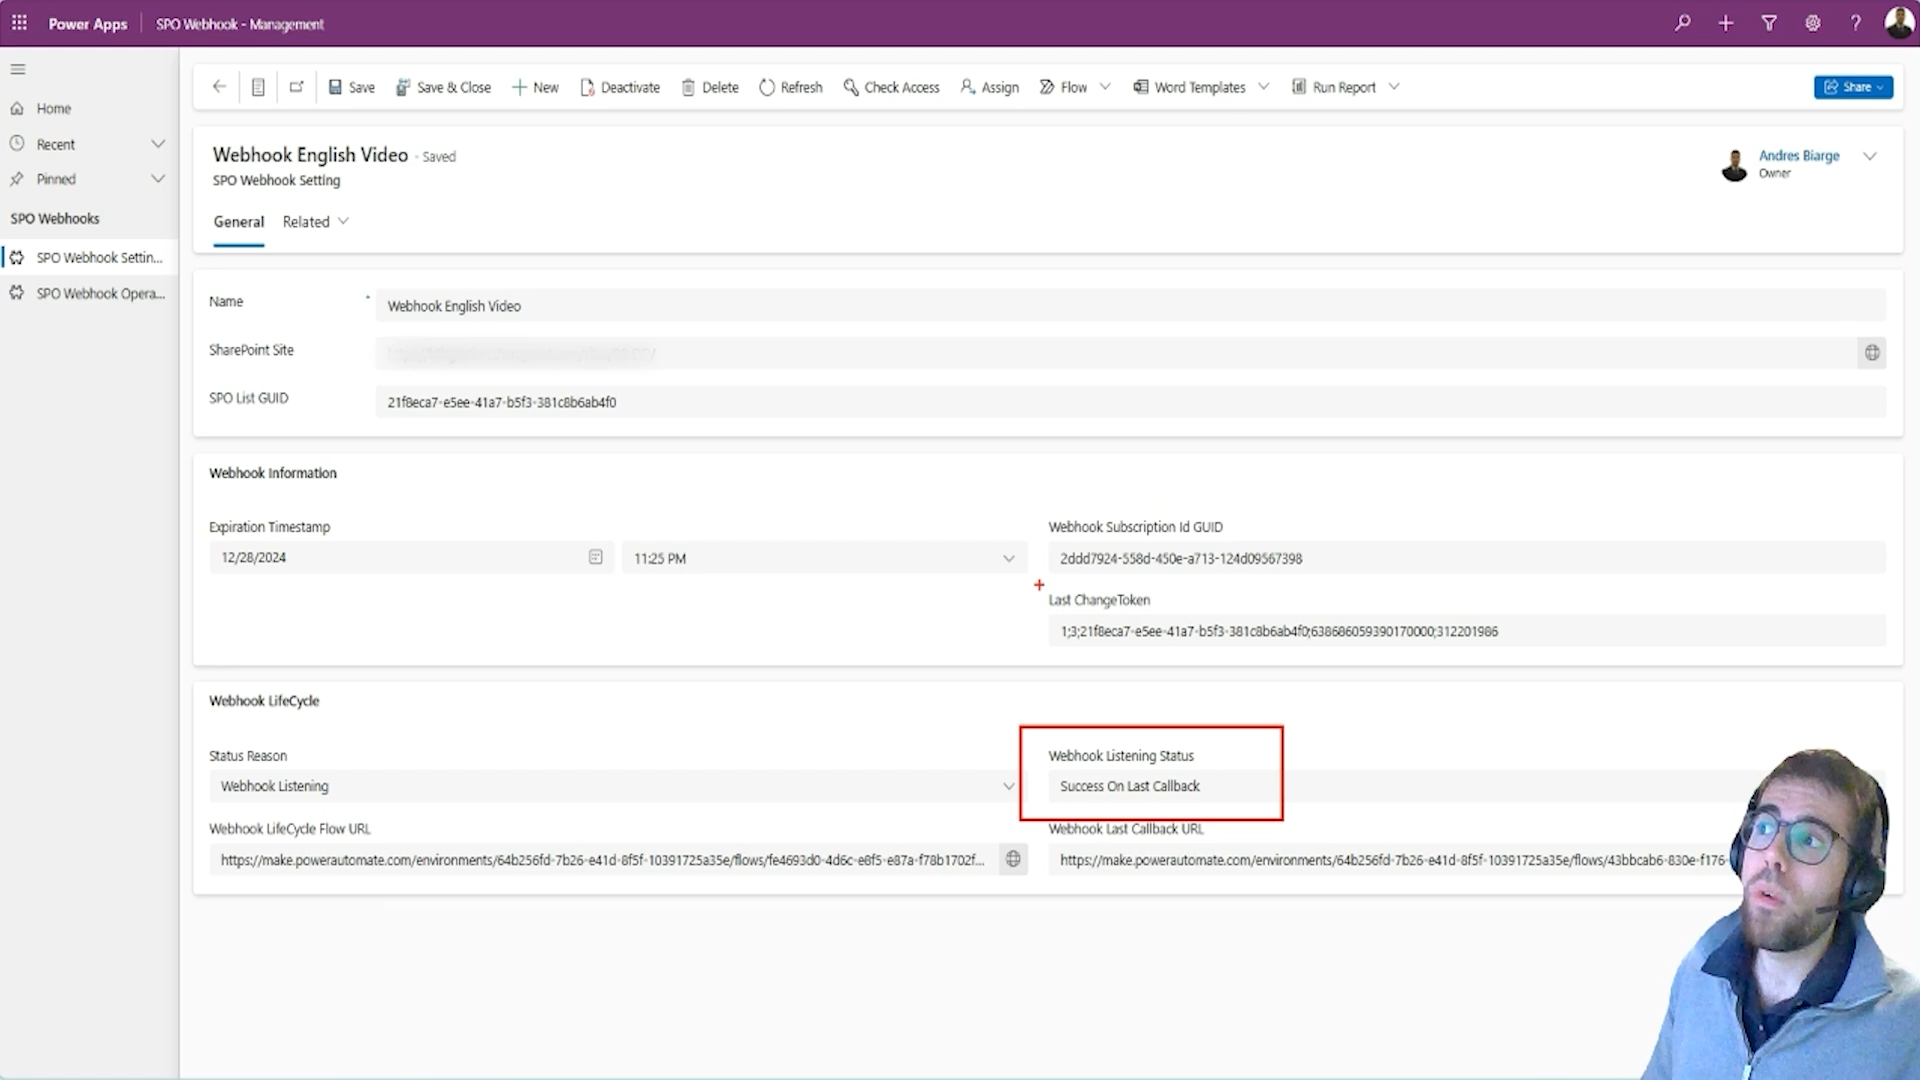 Power Apps SPO Webhook - Management
Save Save & Close New Deactivate Delete Refresh Check Access Assign Flow Word Templates Run Report Share
Home
Recent
Pinned
SPO Webhooks
SPO Webhook Settin...
SPO Webhook Opera...
Webhook English Video - Saved
SPO Webhook Setting
Andres Biarge
Owner
General Related
Name
Webhook English Video
SharePoint Site
SPO List GUID
21f8eca7-e5ee-41a7-b5f3-381c8b6ab4f0
Webhook Information
Expiration Timestamp
12/28/2024 11:25 PM
Webhook Subscription Id GUID
2ddd7924-558d-450e-a713-124d09567398
Last ChangeToken
1;3;21f8eca7-e5ee-41a7-b5f3-381c8b6ab4f0;638686059390170000;312201986
Webhook LifeCycle
Status Reason
Webhook Listening
Webhook Listening Status
Success On Last Callback
Webhook LifeCycle Flow URL
https://make.powerautomate.com/environments/64b256fd-7b26-e41d-8f5f-10391725a35e/flows/fe4693d0-4d6c-e8f5-e87a-f78b1702f...
Webhook Last Callback URL
https://make.powerautomate.com/environments/64b256fd-7b26-e41d-8f5f-10391725a35e/flows/43bbcab6-830e-f176-